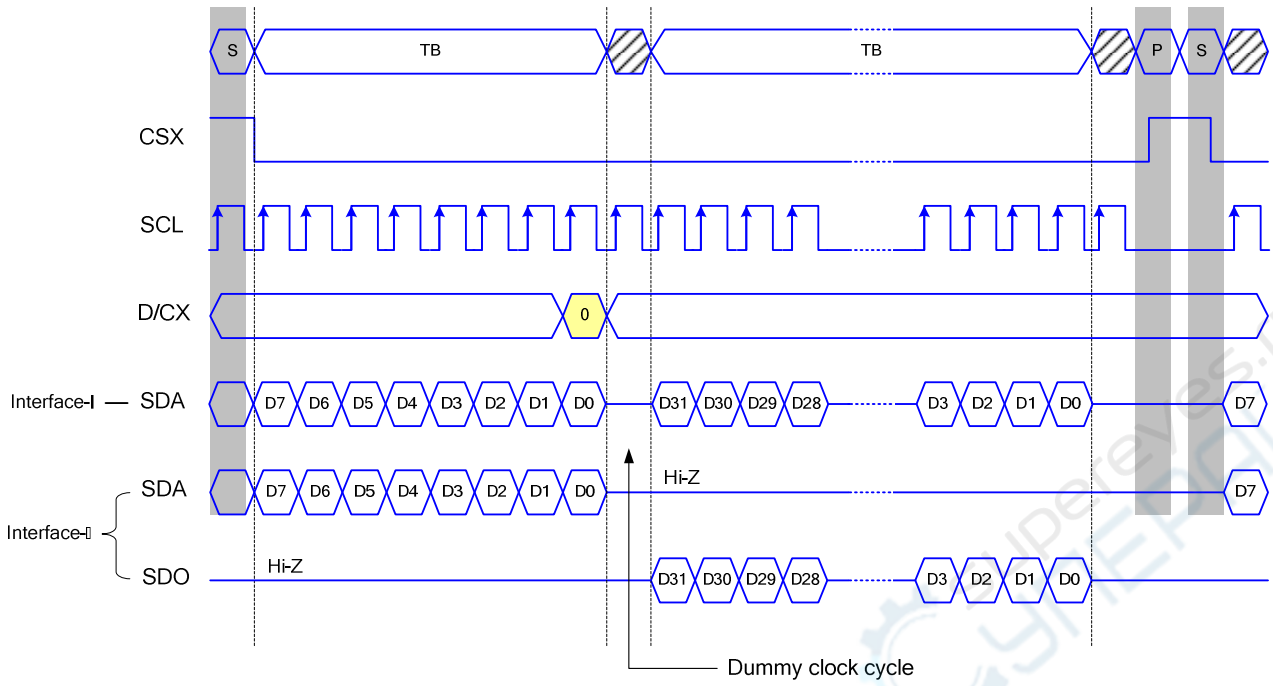 S TB TB P S
CSX
SCL
D/CX 0
Interface-I SDA D7 D6 D5 D4 D3 D2 D1 D0 D31 D30 D29 D28 D3 D2 D1 D0 D7
SDA D7 D6 D5 D4 D3 D2 D1 D0 Hi-Z D7
Interface-▯
SDO Hi-Z D31 D30 D29 D28 D3 D2 D1 D0
Dummy clock cycle